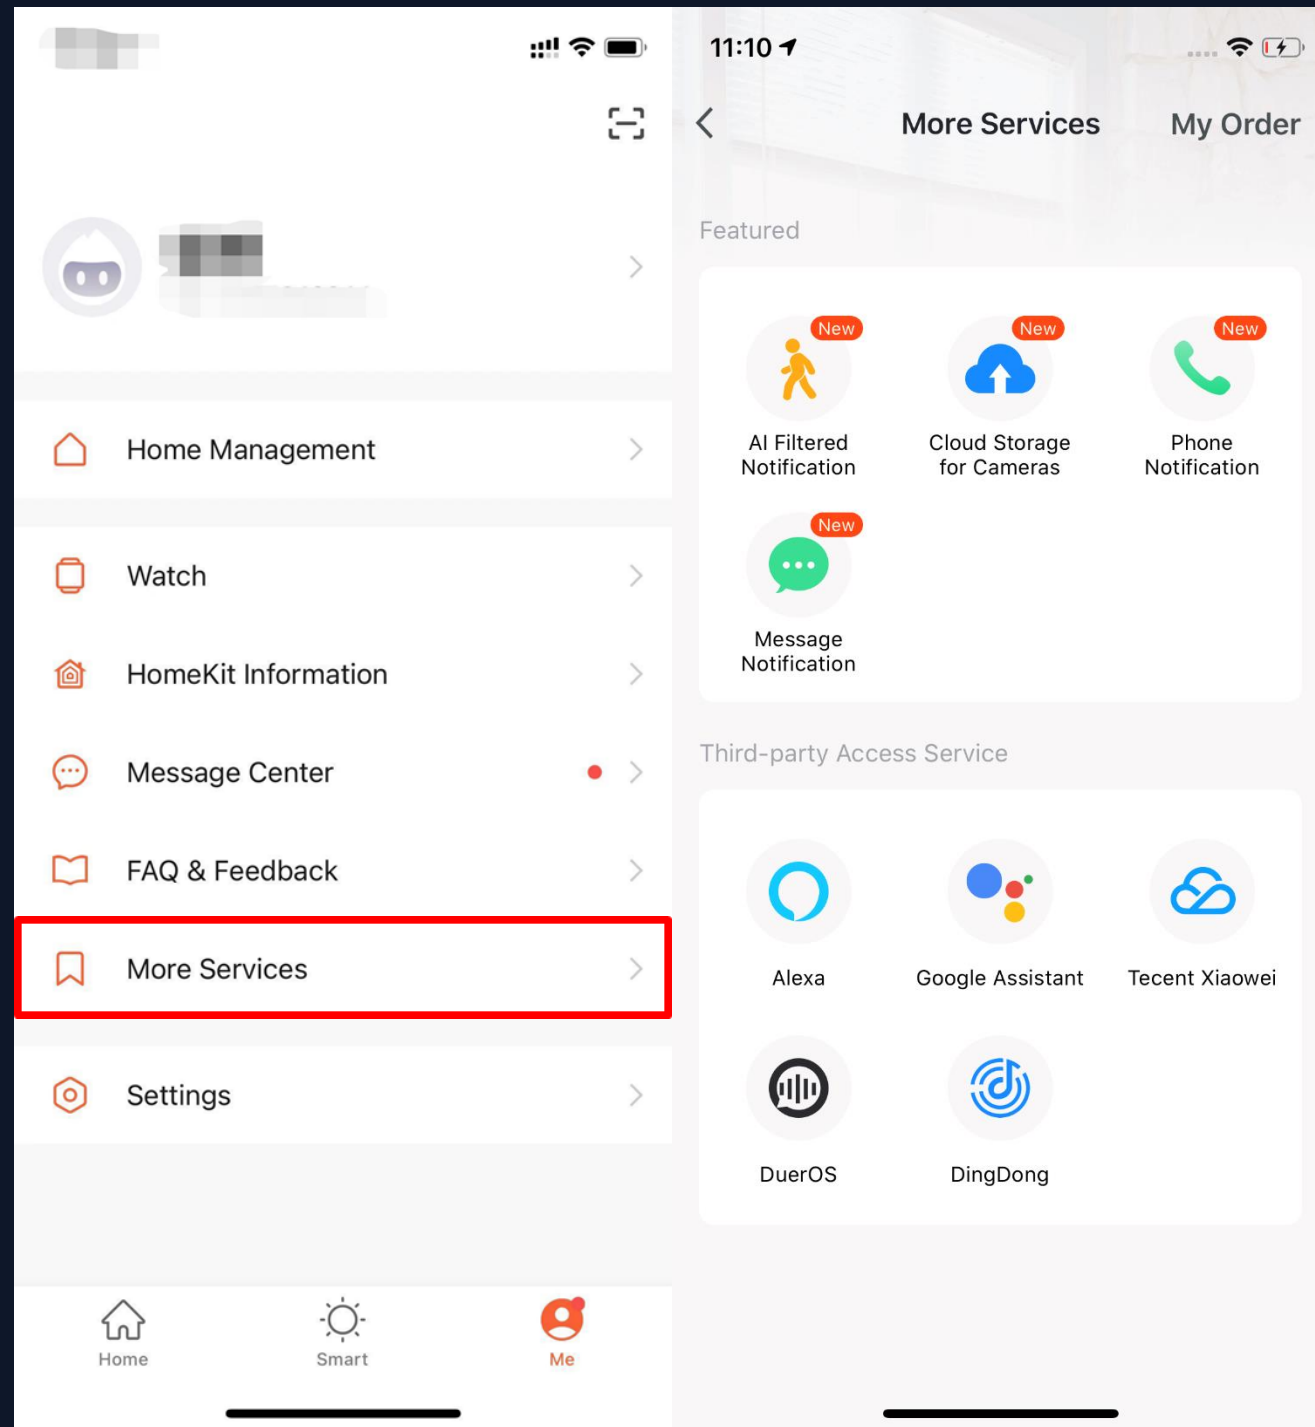 Home Management
Watch
HomeKit Information
Message Center
FAQ & Feedback
More Services
Settings
Home
Smart
Me
11:10
More Services
My Order
Featured
New
New
New
AI Filtered
Notification
Cloud Storage
for Cameras
Phone
Notification
New
Message
Notification
Third-party Access Service
Alexa
Google Assistant
Tecent Xiaowei
DuerOS
DingDong